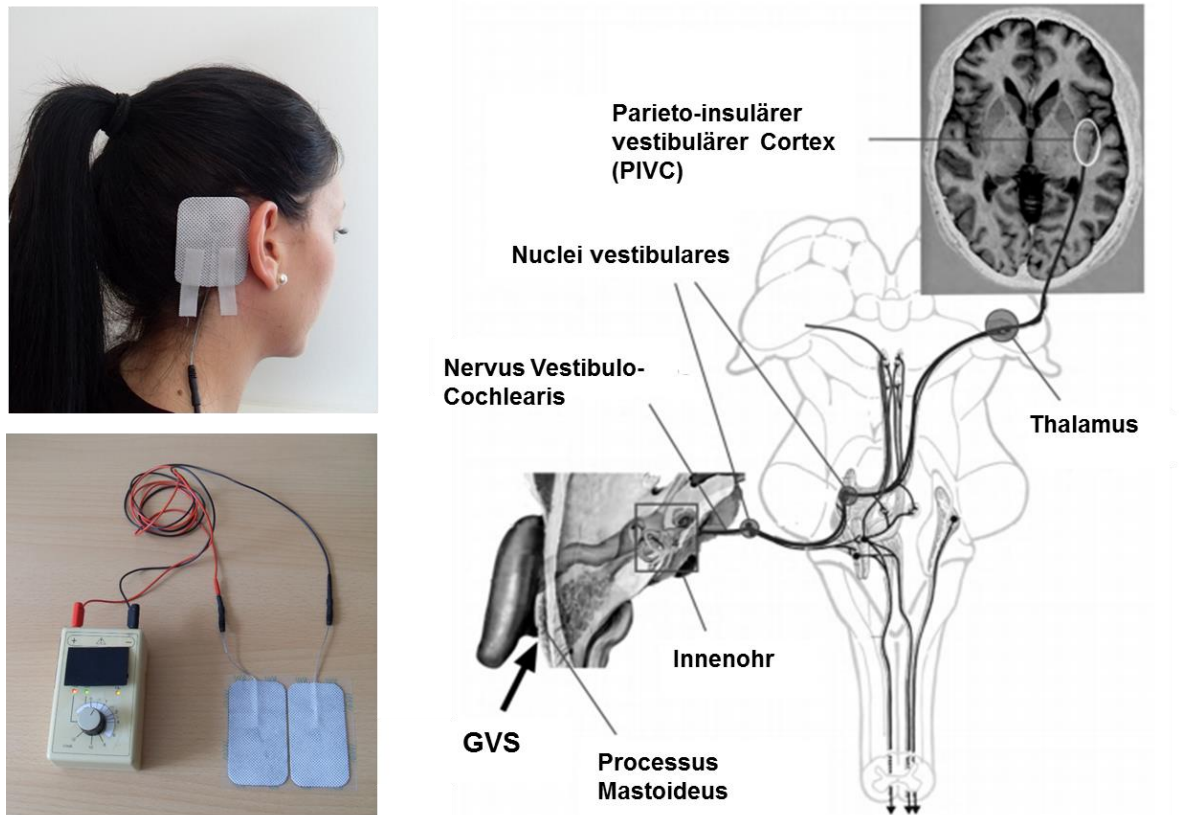 Parieto-insulärer
vestibulärer Cortex
(PIVC)
Nuclei vestibulares
Nervus Vestibulo-
Cochlearis
Thalamus
Innenohr
GVS
Processus
Mastoideus